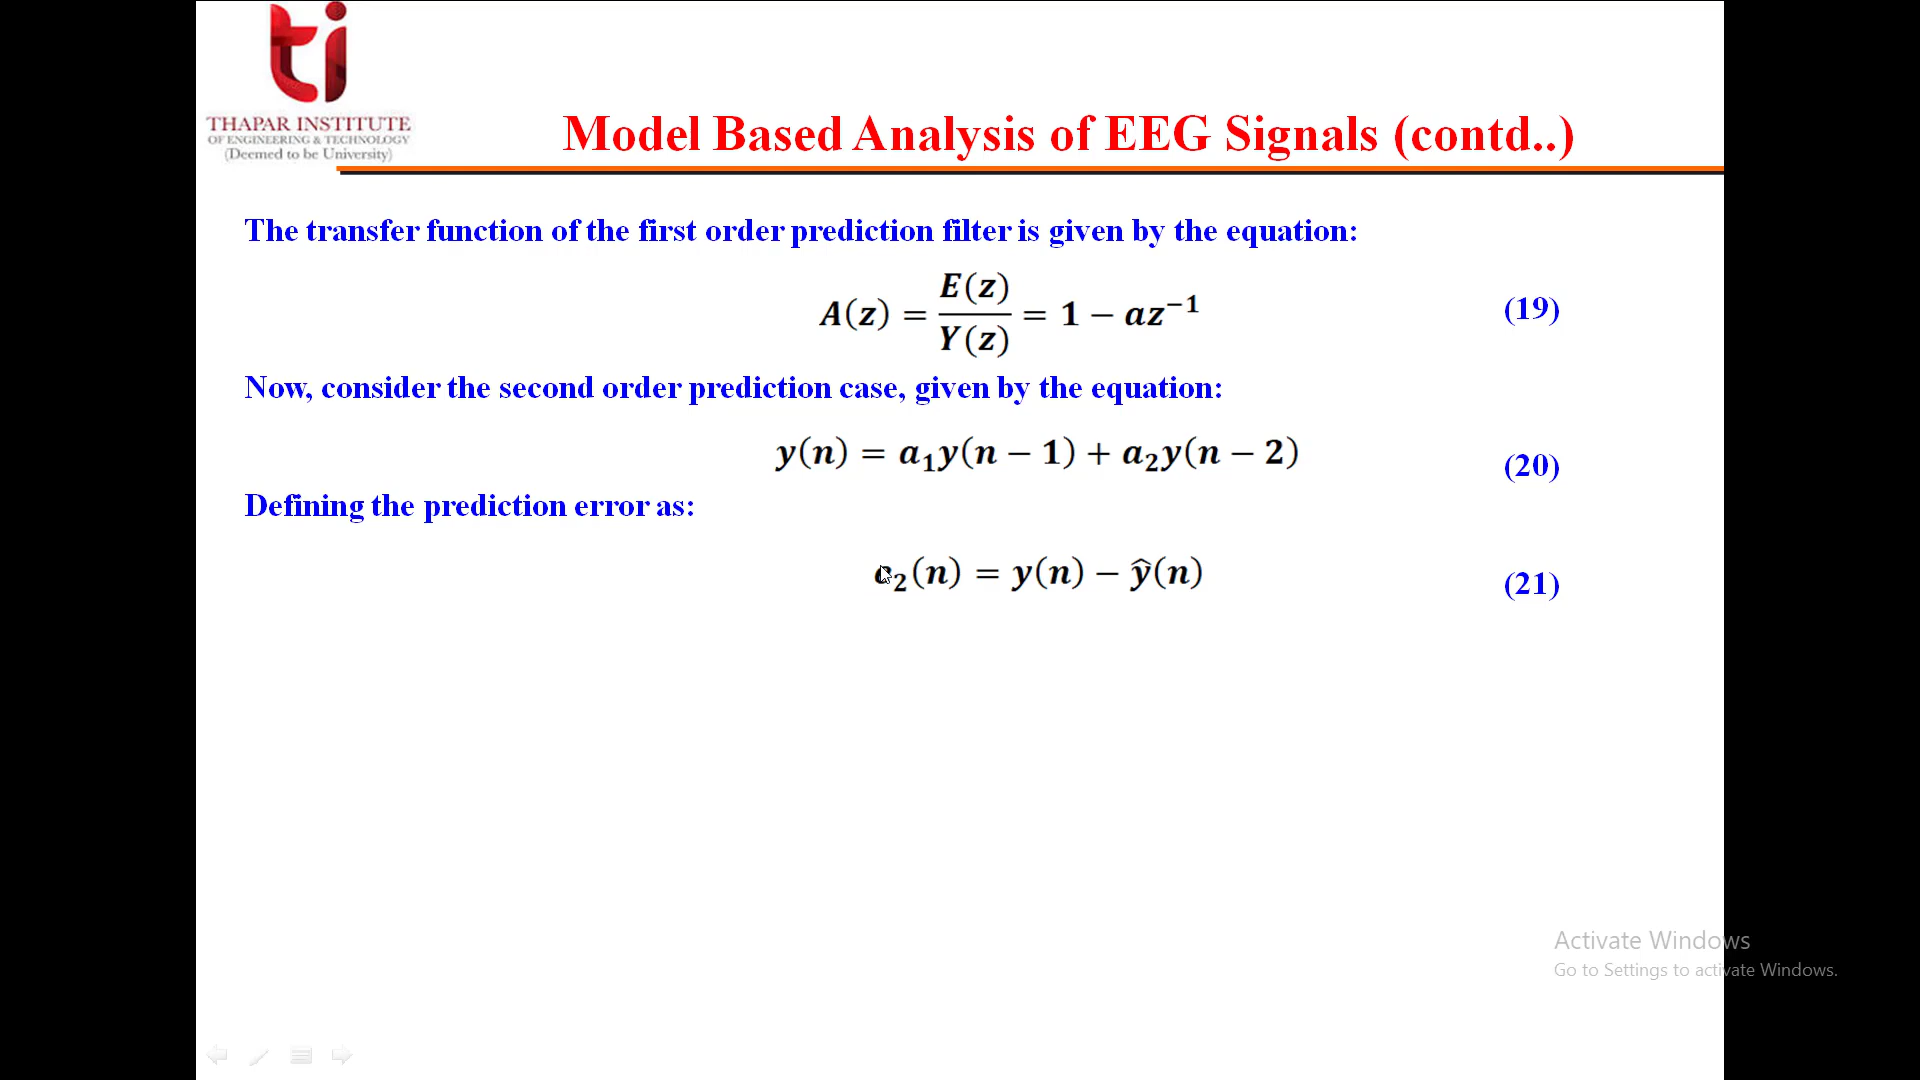 ti
THAPAR INSTITUTE
OF ENGINEERING & TECHNOLOGY
(Deemed to be University)
Model Based Analysis of EEG Signals (contd..)
The transfer function of the first order prediction filter is given by the equation:
A(z) = E(z)/Y(z) = 1 − az⁻¹ (19)
Now, consider the second order prediction case, given by the equation:
y(n) = a₁y(n − 1) + a₂y(n − 2) (20)
Defining the prediction error as:
e₂(n) = y(n) − ŷ(n) (21)
Activate Windows
Go to Settings to activate Windows.